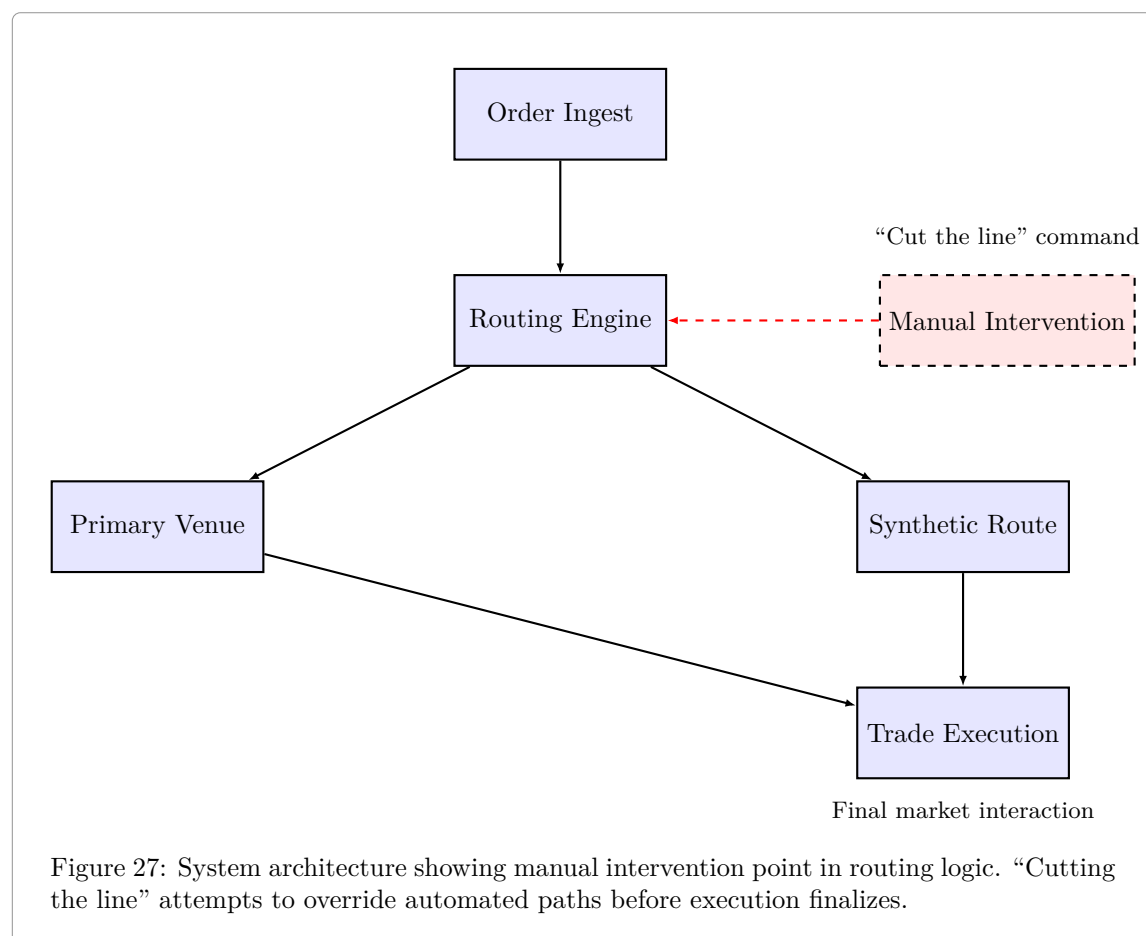 Order Ingest
“Cut the line” command
Routing Engine
Manual Intervention
Primary Venue
Synthetic Route
Trade Execution
Final market interaction
Figure 27: System architecture showing manual intervention point in routing logic. “Cutting
the line” attempts to override automated paths before execution finalizes.